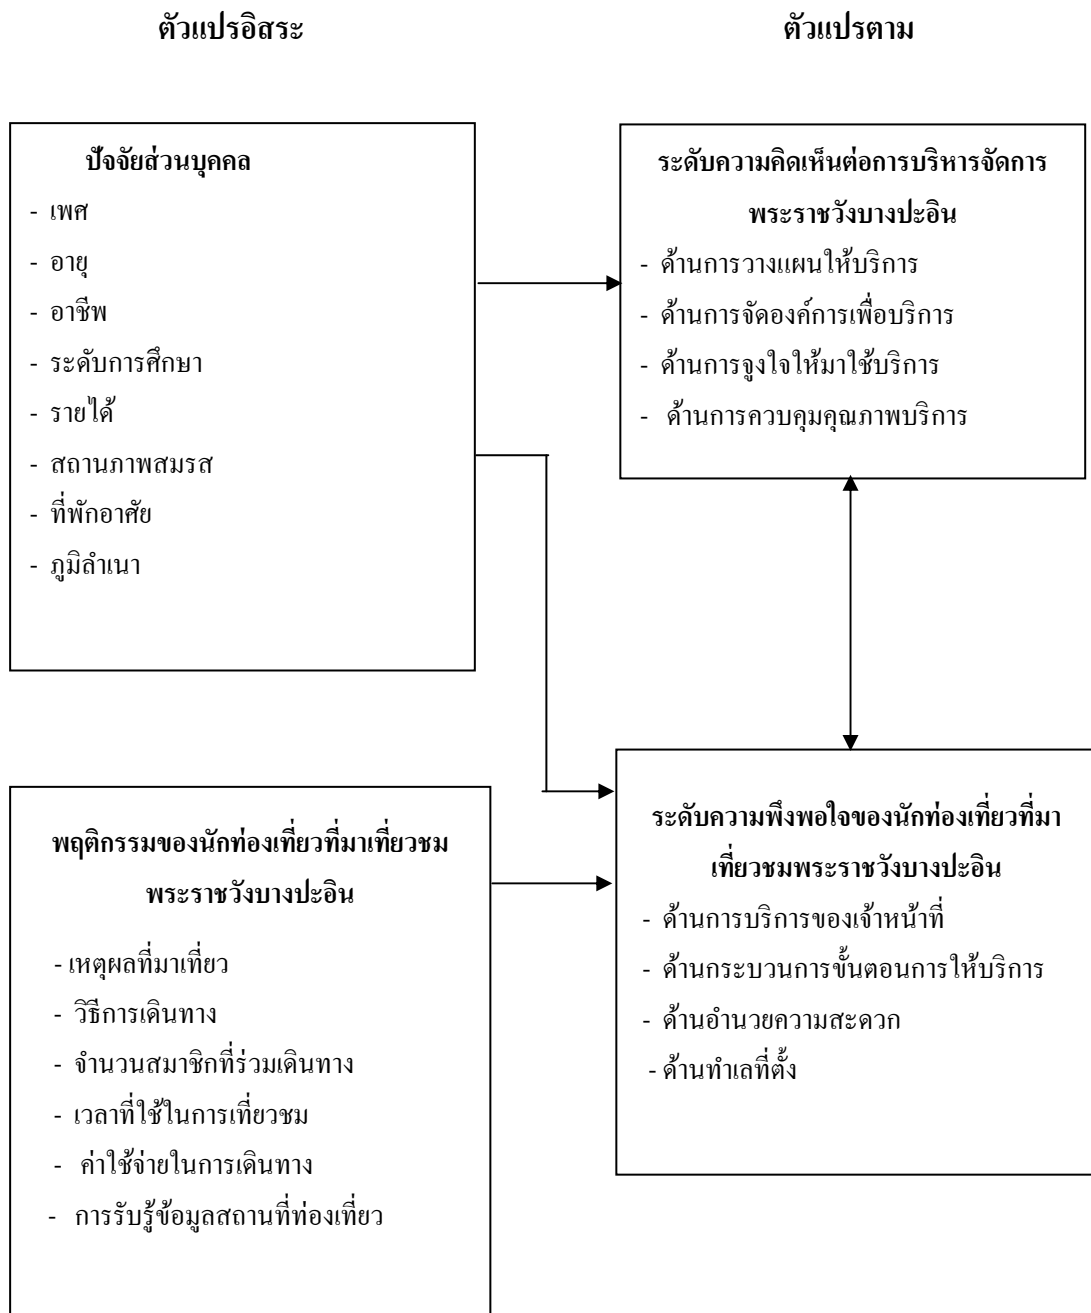 ตัวแปรอิสระ
ตัวแปรตาม
ปัจจัยส่วนบุคคล
- เพศ
- อายุ
- อาชีพ
- ระดับการศึกษา
- รายได้
- สถานภาพสมรส
- ที่พักอาศัย
- ภูมิลำเนา
ระดับความคิดเห็นต่อการบริหารจัดการ
พระราชวังบางปะอิน
- ด้านการวางแผนให้บริการ
- ด้านการจัดองค์การเพื่อบริการ
- ด้านการจูงใจให้มาใช้บริการ
- ด้านการควบคุมคุณภาพบริการ
พฤติกรรมของนักท่องเที่ยวที่มาเที่ยวชม
พระราชวังบางปะอิน
- เหตุผลที่มาเที่ยว
- วิธีการเดินทาง
- จำนวนสมาชิกที่ร่วมเดินทาง
- เวลาที่ใช้ในการเที่ยวชม
- ค่าใช้จ่ายในการเดินทาง
- การรับรู้ข้อมูลสถานที่ท่องเที่ยว
ระดับความพึงพอใจของนักท่องเที่ยวที่มา
เที่ยวชมพระราชวังบางปะอิน
- ด้านการบริการของเจ้าหน้าที่
- ด้านกระบวนการขั้นตอนการให้บริการ
- ด้านอำนวยความสะดวก
- ด้านทำเลที่ตั้ง